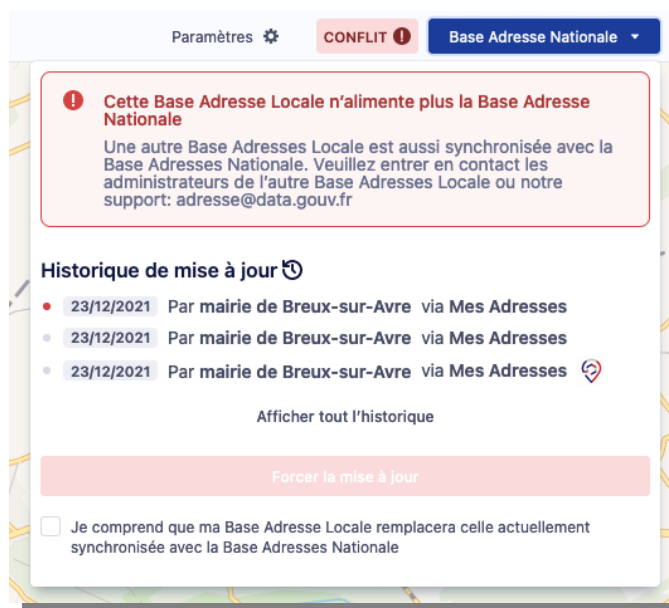 Paramètres
CONFLIT
Base Adresse Nationale
Cette Base Adresse Locale n’alimente plus la Base Adresse
Nationale
Une autre Base Adresses Locale est aussi synchronisée avec la
Base Adresses Nationale. Veuillez entrer en contact les
administrateurs de l’autre Base Adresses Locale ou notre
support: adresse@data.gouv.fr
Historique de mise à jour
23/12/2021 Par mairie de Breux-sur-Avre via Mes Adresses
23/12/2021 Par mairie de Breux-sur-Avre via Mes Adresses
23/12/2021 Par mairie de Breux-sur-Avre via Mes Adresses
Afficher tout l’historique
Forcer la mise à jour
Je comprend que ma Base Adresse Locale remplacera celle actuellement
synchronisée avec la Base Adresses Nationale